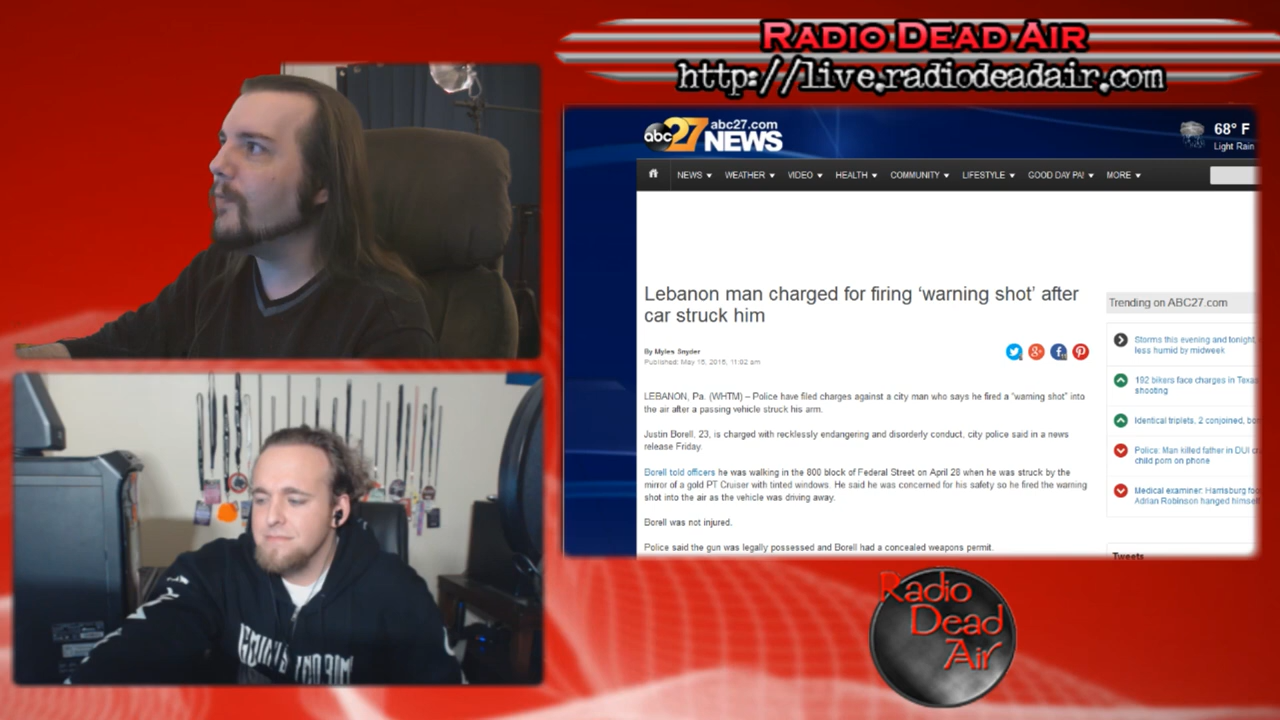 RADIO DEAD AIR
http://live.radiodeadair.com
abc27 abc27.com
NEWS
68° F
Light Rain
NEWS WEATHER VIDEO HEALTH COMMUNITY LIFESTYLE GOOD DAY PA! MORE
Lebanon man charged for firing ‘warning shot’ after
car struck him
By Myles Snyder
Published: May 15, 2015, 11:02 am
LEBANON, Pa. (WHTM) – Police have filed charges against a city man who says he fired a “warning shot” into
the air after a passing vehicle struck his arm.
Justin Borell, 23, is charged with recklessly endangering and disorderly conduct, city police said in a news
release Friday.
Borell told officers he was walking in the 800 block of Federal Street on April 28 when he was struck by the
mirror of a gold PT Cruiser with tinted windows. He said he was concerned for his safety so he fired the warning
shot into the air as the vehicle was driving away.
Borell was not injured.
Police said the gun was legally possessed and Borell had a concealed weapons permit.
Trending on ABC27.com
Storms this evening and tonight,
less humid by midweek
192 bikers face charges in Texas
shooting
Identical triplets, 2 conjoined,
Police: Man killed father in DUI
child porn on phone
Medical examiner: Harrisburg
Adrian Robinson hanged
Tweets
Radio
Dead
Air